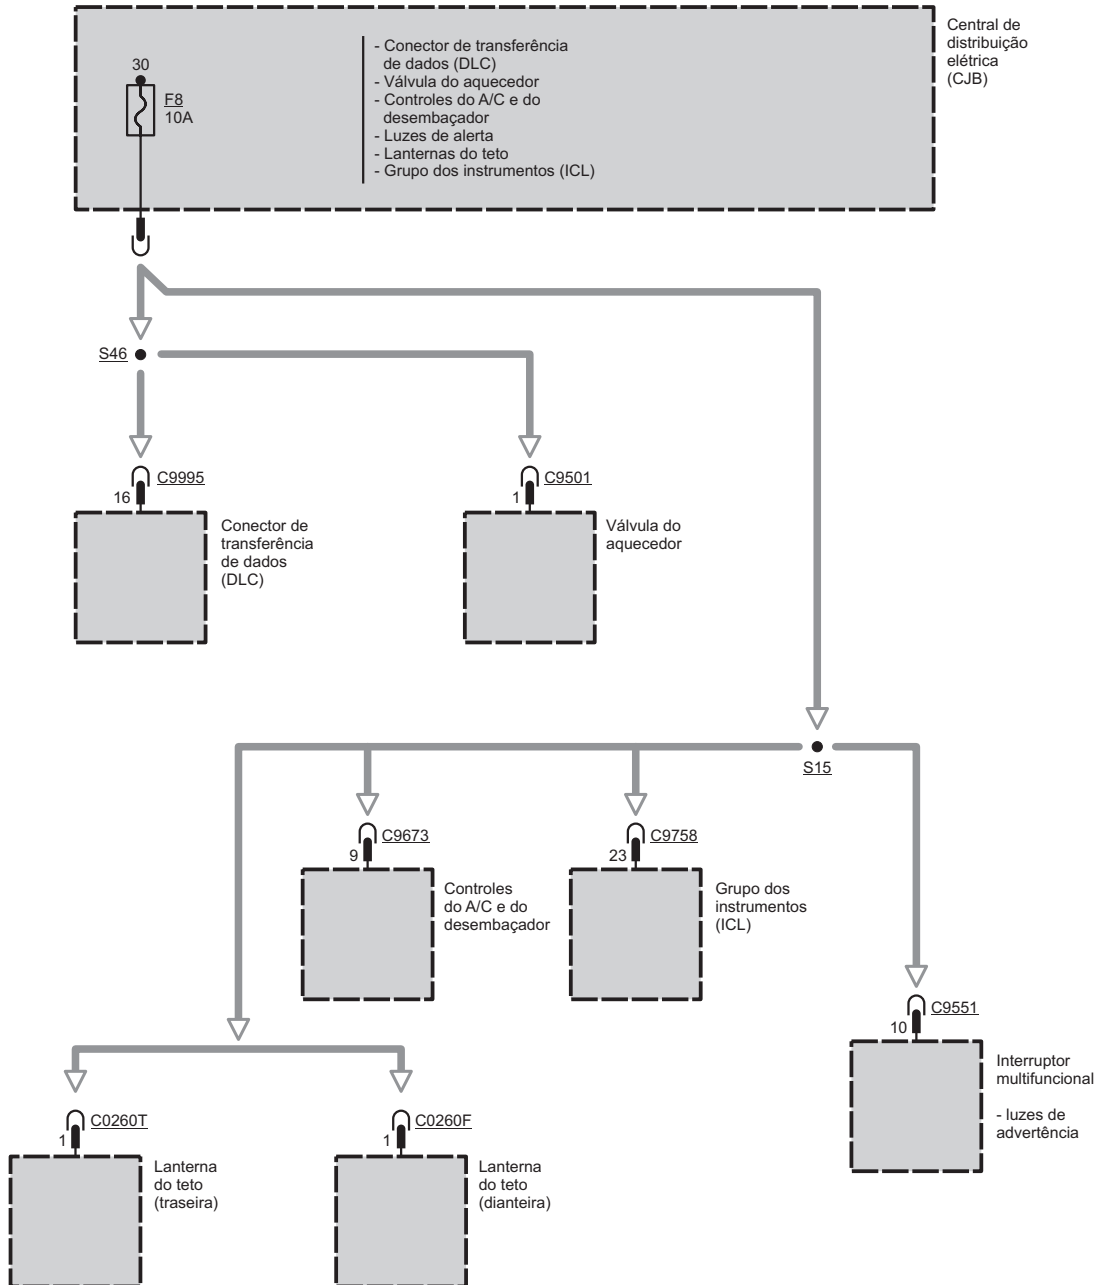 Central de
distribuição
elétrica
(CJB)
30
F8
10A
- Conector de transferência
de dados (DLC)
- Válvula do aquecedor
- Controles do A/C e do
desembaçador
- Luzes de alerta
- Lanternas do teto
- Grupo dos instrumentos (ICL)
S46
C9995
16
Conector de
transferência
de dados
(DLC)
C9501
1
Válvula do
aquecedor
S15
C9673
9
Controles
do A/C e do
desembaçador
C9758
23
Grupo dos
instrumentos
(ICL)
C9551
10
Interruptor
multifuncional
- luzes de
advertência
C0260T
1
Lanterna
do teto
(traseira)
C0260F
1
Lanterna
do teto
(dianteira)